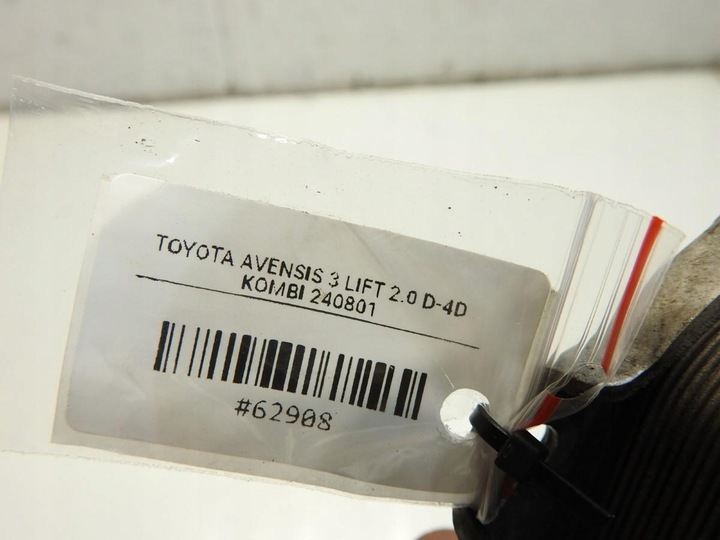 TOYOTA AVENSIS 3 LIFT 2.0 D-4D
KOMBI 240801
#62908